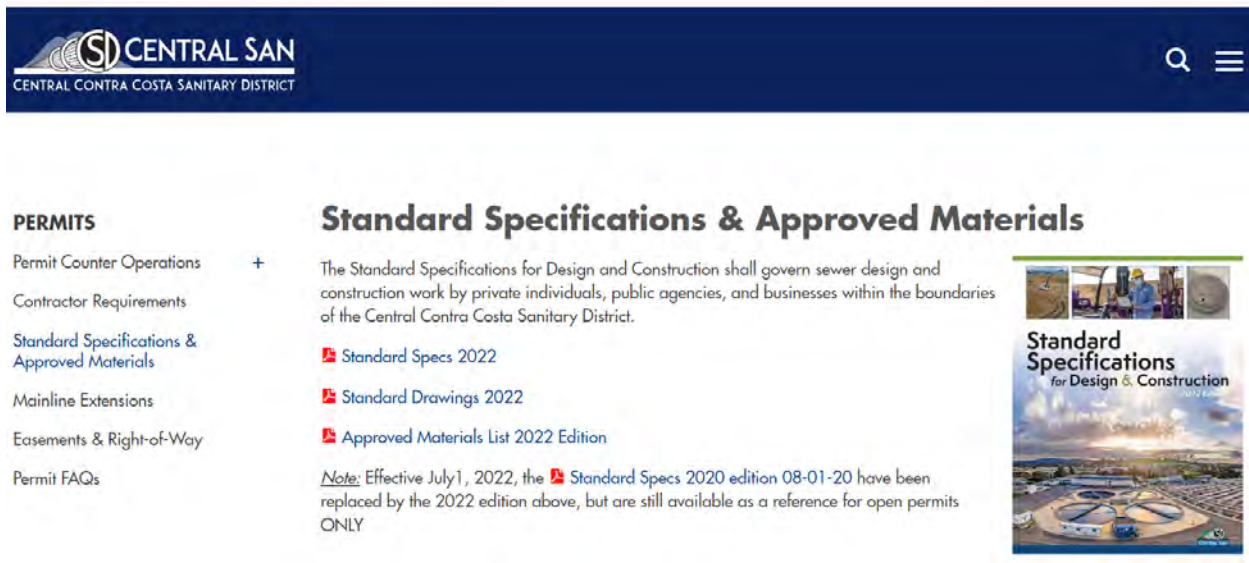 CSD CENTRAL SAN
CENTRAL CONTRA COSTA SANITARY DISTRICT
PERMITS
Permit Counter Operations +
Contractor Requirements
Standard Specifications &
Approved Materials
Mainline Extensions
Easements & Right-of-Way
Permit FAQs
Standard Specifications & Approved Materials
The Standard Specifications for Design and Construction shall govern sewer design and
construction work by private individuals, public agencies, and businesses within the boundaries
of the Central Contra Costa Sanitary District.
Standard Specs 2022
Standard Drawings 2022
Approved Materials List 2022 Edition
Note: Effective July1, 2022, the Standard Specs 2020 edition 08-01-20 have been
replaced by the 2022 edition above, but are still available as a reference for open permits
ONLY
Standard
Specifications
for Design & Construction
2022 Edition